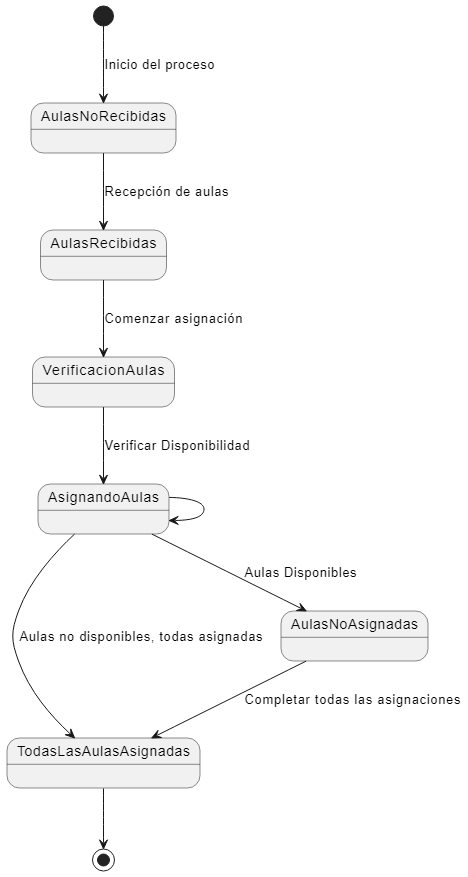 Inicio del proceso
AulasNoRecibidas
Recepción de aulas
AulasRecibidas
Comenzar asignación
VerificacionAulas
Verificar Disponibilidad
AsignandoAulas
Aulas Disponibles
AulasNoAsignadas
Aulas no disponibles, todas asignadas
Completar todas las asignaciones
TodasLasAulasAsignadas